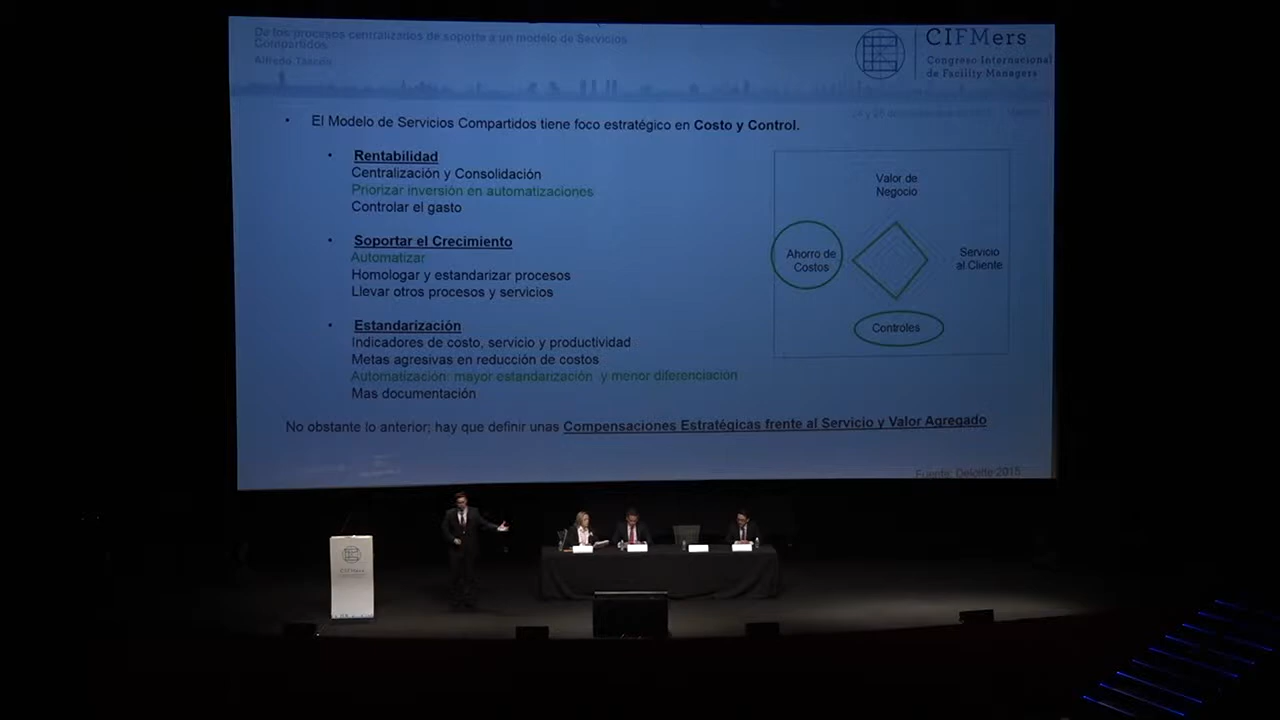 De los procesos centralizados de soporte a un modelo de Servicios
Compartidos
Alfredo
CIFMers
Congreso Internacional
de Facility Managers
• El Modelo de Servicios Compartidos tiene foco estratégico en Costo y Control.
• Rentabilidad
Centralización y Consolidación
Priorizar inversión en automatizaciones
Controlar el gasto
• Soportar el Crecimiento
Automatizar
Homologar y estandarizar procesos
Llevar otros procesos y servicios
• Estandarización
Indicadores de costo, servicio y productividad
Metas agresivas en reducción de costos
Automatización: mayor estandarización y menor diferenciación
Mas documentación
Valor de
Negocio
Ahorro de
Costos
Servicio
al Cliente
Controles
No obstante lo anterior; hay que definir unas Compensaciones Estratégicas frente al Servicio y Valor Agregado
Fuente: Deloitte 2015
CIFMers